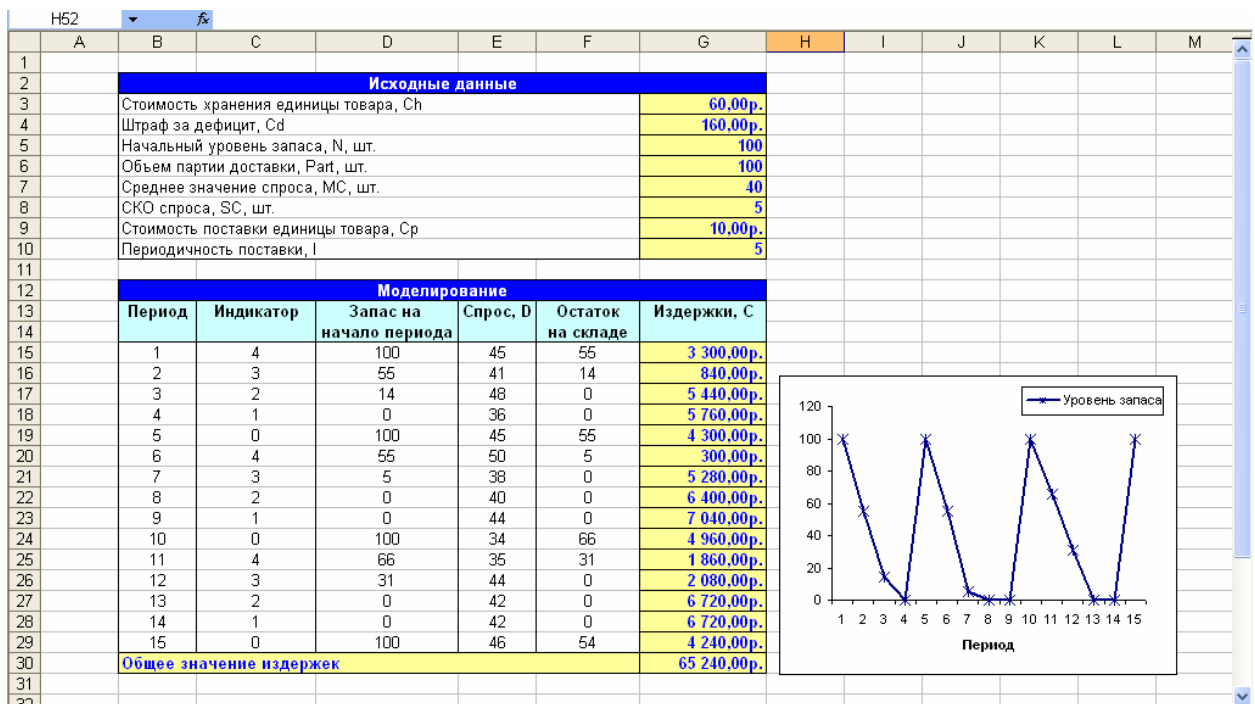 H52 fx
A B C D E F G H I J K L M
1
2 Исходные данные
3 Стоимость хранения единицы товара, Ch 60,00р.
4 Штраф за дефицит, Cd 160,00р.
5 Начальный уровень запаса, N, шт. 100
6 Объем партии доставки, Part, шт. 100
7 Среднее значение спроса, МС, шт. 40
8 СКО спроса, SC, шт. 5
9 Стоимость поставки единицы товара, Ср 10,00р.
10 Периодичность поставки, I 5
11
12 Моделирование
13 Период Индикатор Запас на Спрос, D Остаток Издержки, С
14 начало периода на складе
15 1 4 100 45 55 3 300,00р.
16 2 3 55 41 14 840,00р.
17 3 2 14 48 0 5 440,00р.
18 4 1 0 36 0 5 760,00р.
19 5 0 100 45 55 4 300,00р.
20 6 4 55 50 5 300,00р.
21 7 3 5 38 0 5 280,00р.
22 8 2 0 40 0 6 400,00р.
23 9 1 0 44 0 7 040,00р.
24 10 0 100 34 66 4 960,00р.
25 11 4 66 35 31 1 860,00р.
26 12 3 31 44 0 2 080,00р.
27 13 2 0 42 0 6 720,00р.
28 14 1 0 42 0 6 720,00р.
29 15 0 100 46 54 4 240,00р.
30 Общее значение издержек 65 240,00р.
31
32
Уровень запаса
120
100
80
60
40
20
0
1 2 3 4 5 6 7 8 9 10 11 12 13 14 15
Период